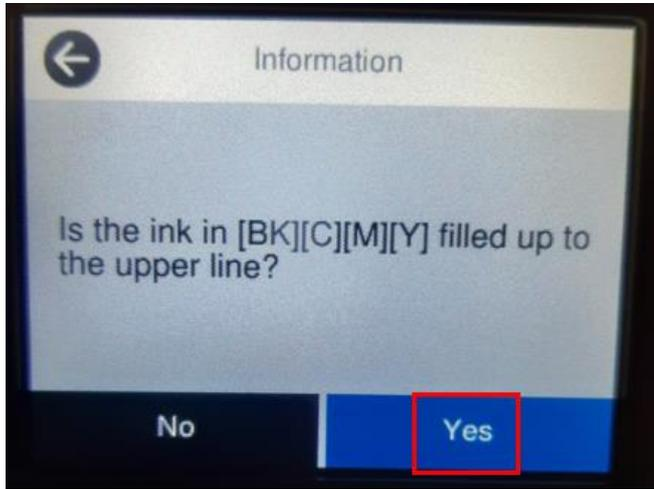 Information
Is the ink in [BK][C][M][Y] filled up to
the upper line?
No
Yes